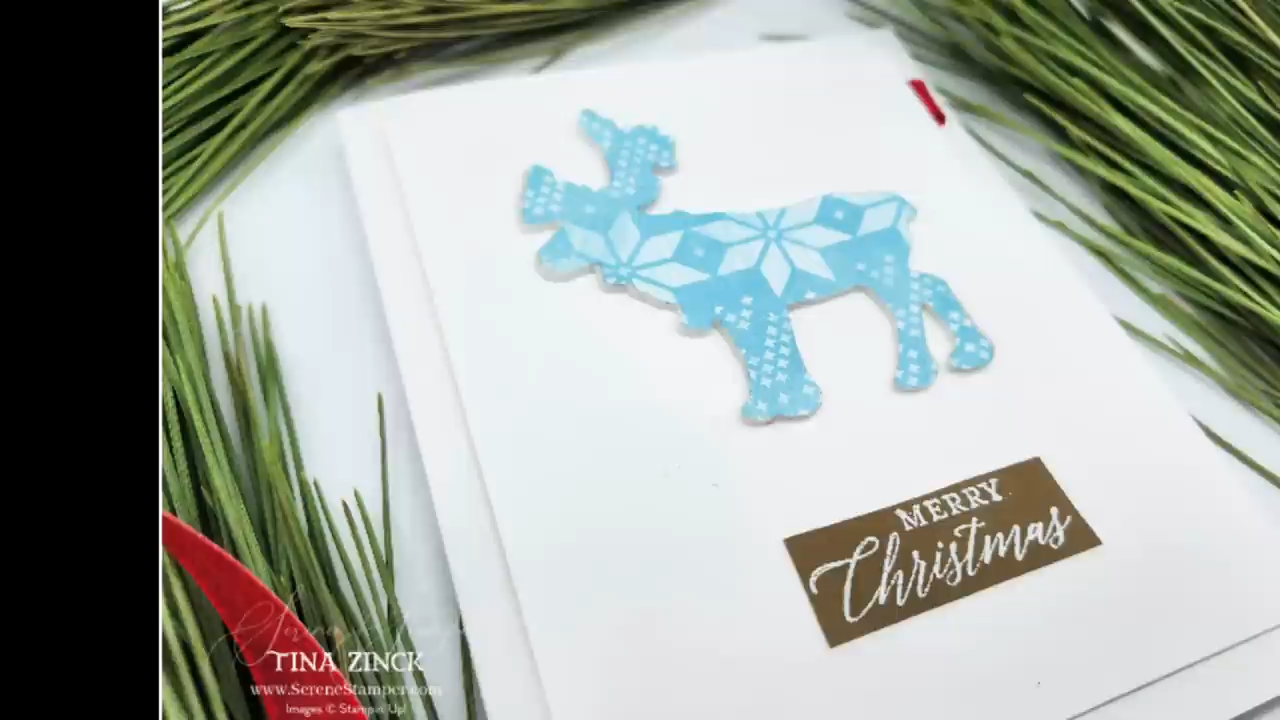 MERRY
Christmas
TINA ZINCK
www.SereneStamper.com
Images © Stampin' Up!